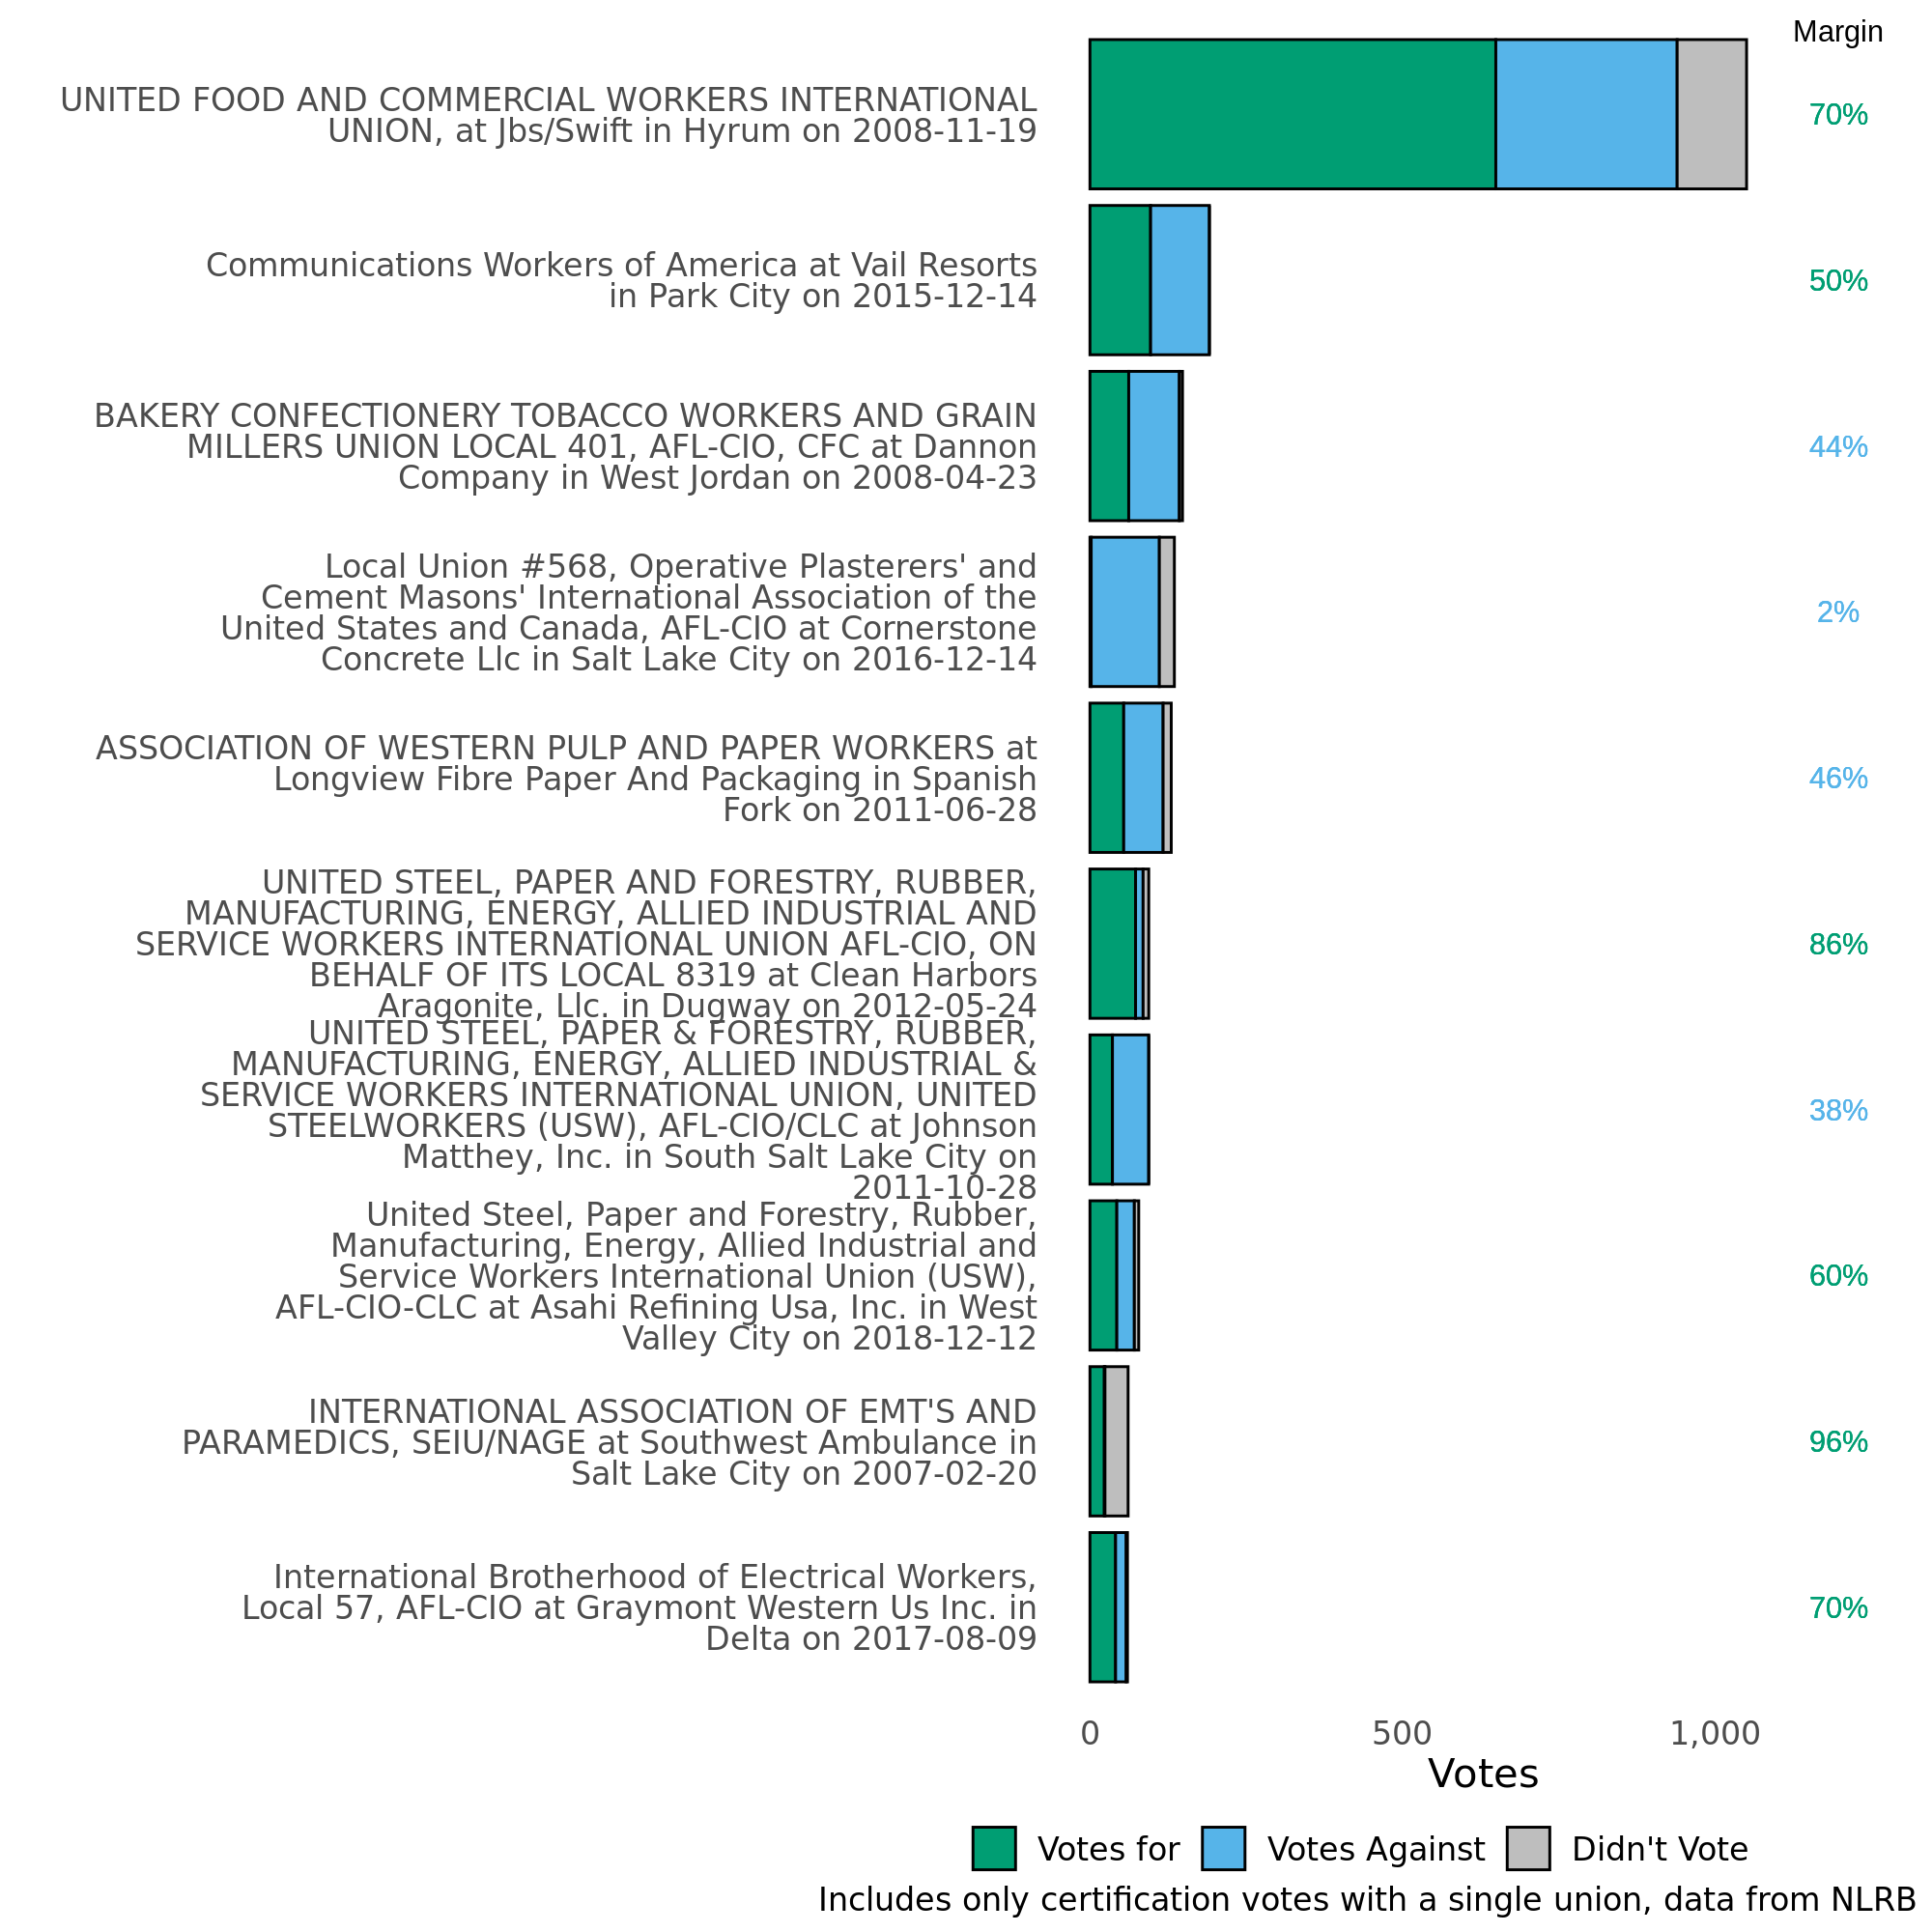 Margin
UNITED FOOD AND COMMERCIAL WORKERS INTERNATIONAL
UNION, at Jbs/Swift in Hyrum on 2008-11-19
70%
Communications Workers of America at Vail Resorts
in Park City on 2015-12-14
50%
BAKERY CONFECTIONERY TOBACCO WORKERS AND GRAIN
MILLERS UNION LOCAL 401, AFL-CIO, CFC at Dannon
Company in West Jordan on 2008-04-23
44%
Local Union #568, Operative Plasterers' and
Cement Masons' International Association of the
United States and Canada, AFL-CIO at Cornerstone
Concrete Llc in Salt Lake City on 2016-12-14
2%
ASSOCIATION OF WESTERN PULP AND PAPER WORKERS at
Longview Fibre Paper And Packaging in Spanish
Fork on 2011-06-28
46%
UNITED STEEL, PAPER AND FORESTRY, RUBBER,
MANUFACTURING, ENERGY, ALLIED INDUSTRIAL AND
SERVICE WORKERS INTERNATIONAL UNION AFL-CIO, ON
BEHALF OF ITS LOCAL 8319 at Clean Harbors
Aragonite, Llc. in Dugway on 2012-05-24
86%
UNITED STEEL, PAPER & FORESTRY, RUBBER,
MANUFACTURING, ENERGY, ALLIED INDUSTRIAL &
SERVICE WORKERS INTERNATIONAL UNION, UNITED
STEELWORKERS (USW), AFL-CIO/CLC at Johnson
Matthey, Inc. in South Salt Lake City on
2011-10-28
38%
United Steel, Paper and Forestry, Rubber,
Manufacturing, Energy, Allied Industrial and
Service Workers International Union (USW),
AFL-CIO-CLC at Asahi Refining Usa, Inc. in West
Valley City on 2018-12-12
60%
INTERNATIONAL ASSOCIATION OF EMT'S AND
PARAMEDICS, SEIU/NAGE at Southwest Ambulance in
Salt Lake City on 2007-02-20
96%
International Brotherhood of Electrical Workers,
Local 57, AFL-CIO at Graymont Western Us Inc. in
Delta on 2017-08-09
70%
0 500 1,000
Votes
Votes for Votes Against Didn't Vote
Includes only certification votes with a single union, data from NLRB